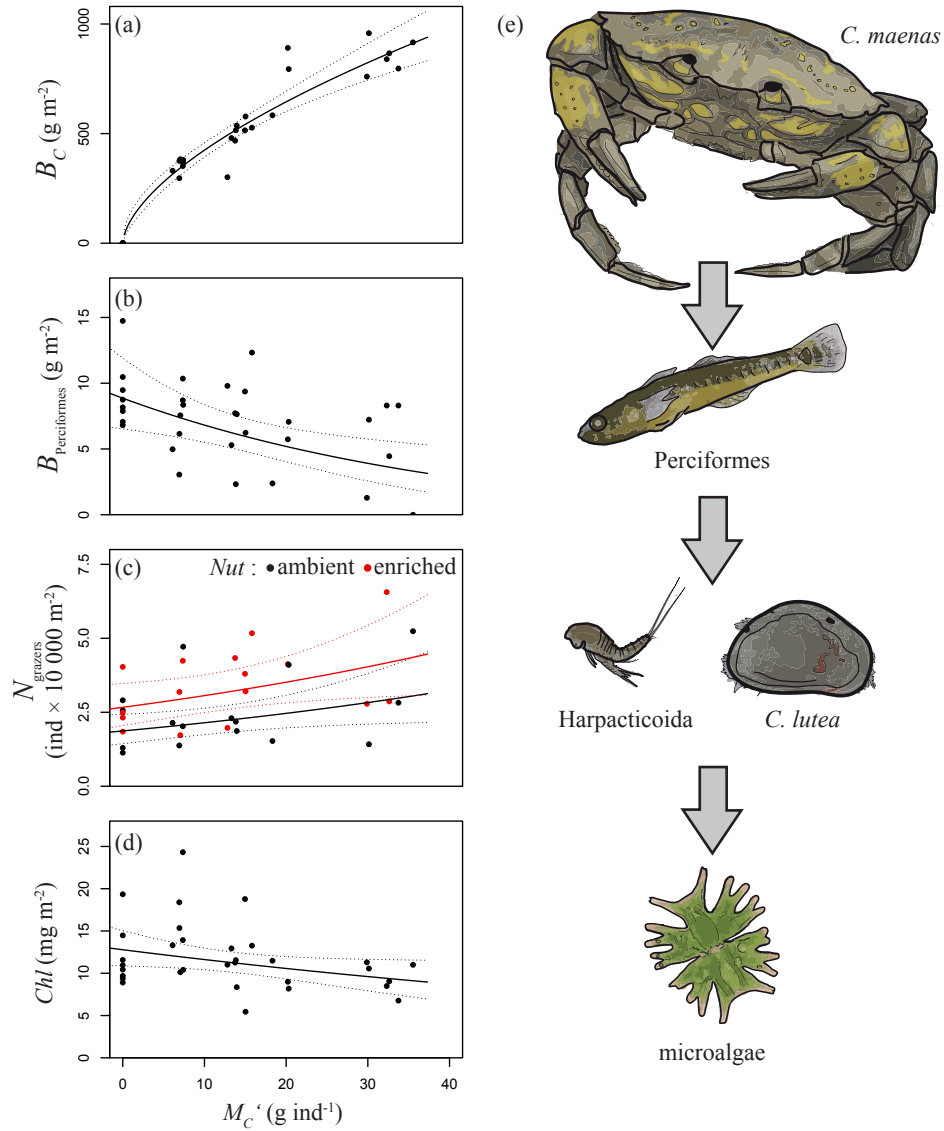 (a)
B_C (g m⁻²)
0
500
1000
(b)
B_Perciformes (g m⁻²)
0
5
10
15
(c)
Nut : ambient enriched
N_grazers
(ind × 10 000 m⁻²)
0.0
2.5
5.0
7.5
(d)
Chl (mg m⁻²)
0
5
10
15
20
25
0 10 20 30 40
M_C‘ (g ind⁻¹)
(e)
C. maenas
Perciformes
Harpacticoida
C. lutea
microalgae